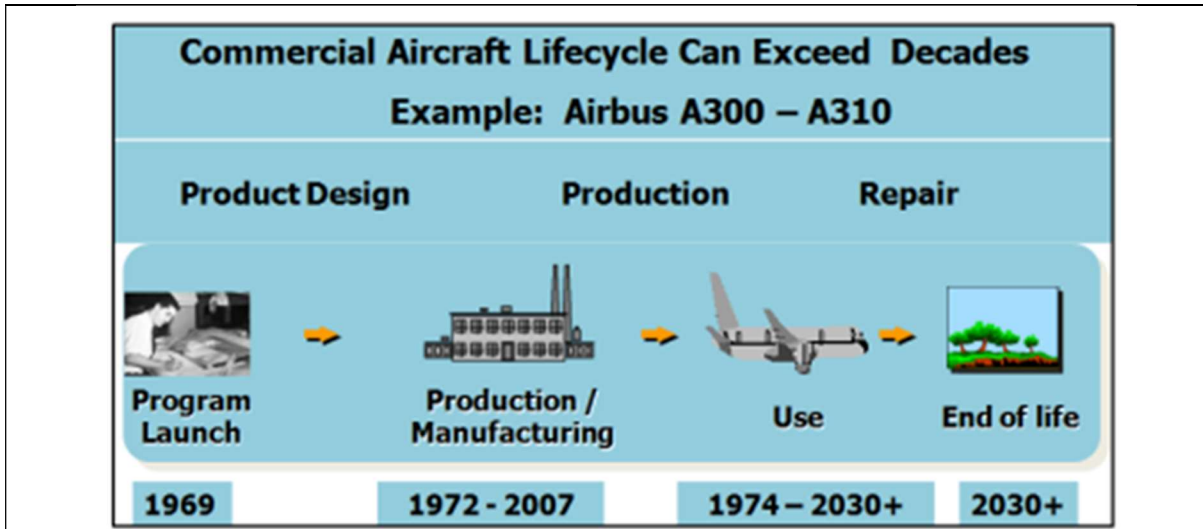 Commercial Aircraft Lifecycle Can Exceed Decades
Example: Airbus A300 – A310
Product Design Production Repair
Program Launch
Production / Manufacturing
Use
End of life
1969 1972 - 2007 1974 – 2030+ 2030+